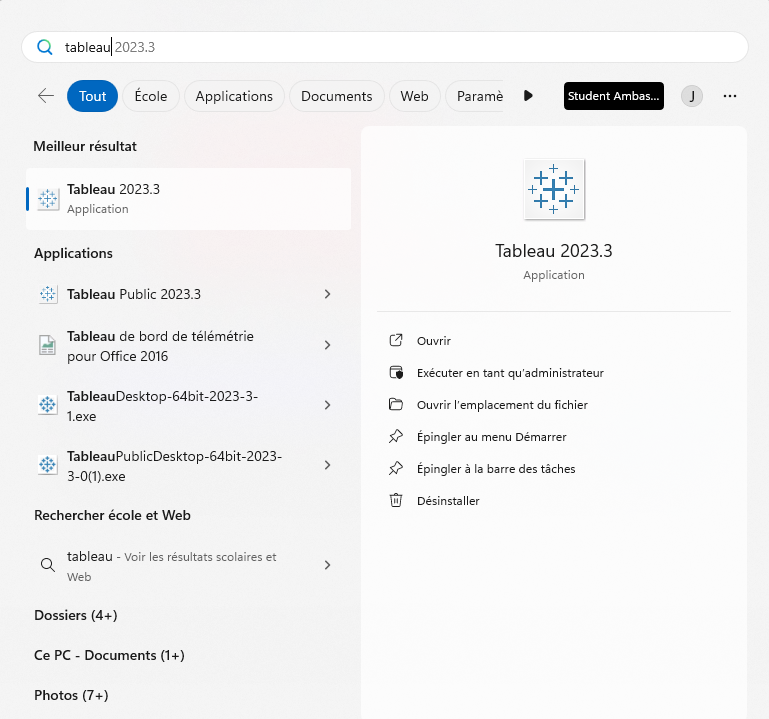 tableau 2023.3
Tout
École
Applications
Documents
Web
Paramè
Student Ambas...
J
Meilleur résultat
Tableau 2023.3
Application
Applications
Tableau Public 2023.3
Tableau de bord de télémétrie
pour Office 2016
TableauDesktop-64bit-2023-3-
1.exe
TableauPublicDesktop-64bit-2023-
3-0(1).exe
Rechercher école et Web
tableau - Voir les résultats scolaires et
Web
Dossiers (4+)
Ce PC - Documents (1+)
Photos (7+)
Tableau 2023.3
Application
Ouvrir
Exécuter en tant qu'administrateur
Ouvrir l'emplacement du fichier
Épingler au menu Démarrer
Épingler à la barre des tâches
Désinstaller